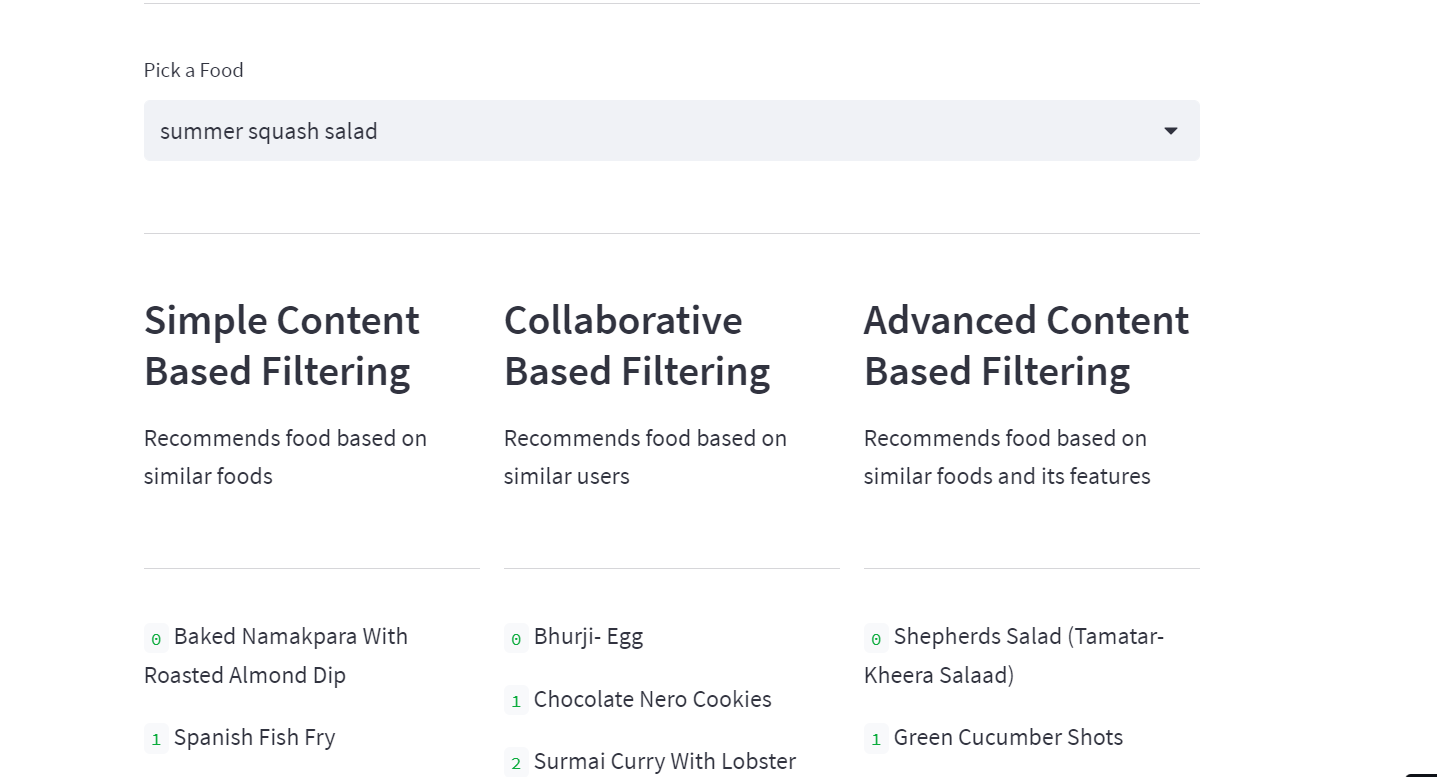 Pick a Food
summer squash salad
Simple Content
Based Filtering
Recommends food based on
similar foods
0 Baked Namakpara With
Roasted Almond Dip
1 Spanish Fish Fry
Collaborative
Based Filtering
Recommends food based on
similar users
0 Bhurji- Egg
1 Chocolate Nero Cookies
2 Surmai Curry With Lobster
Advanced Content
Based Filtering
Recommends food based on
similar foods and its features
0 Shepherds Salad (Tamatar-
Kheera Salaad)
1 Green Cucumber Shots